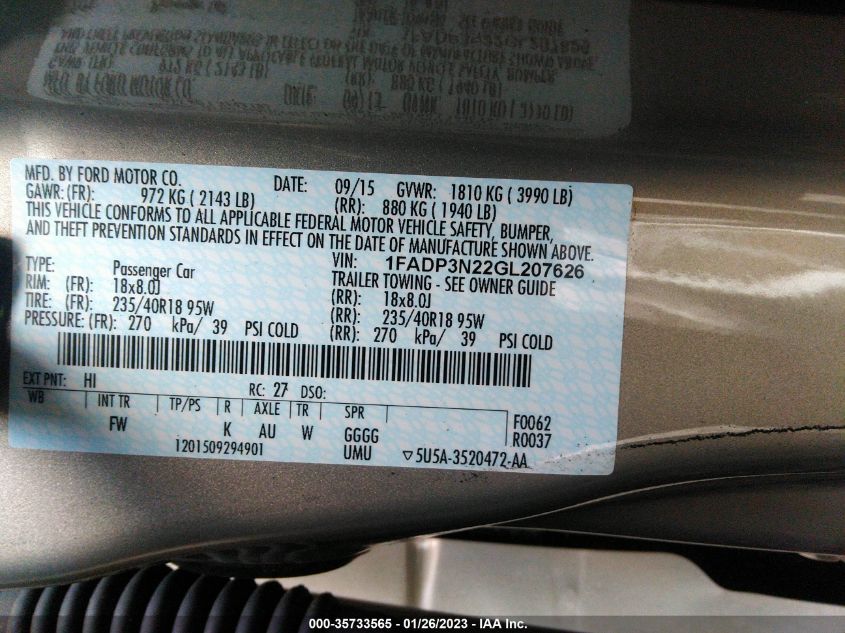 MFD. BY FORD MOTOR CO.
DATE: 09/15 GVWR: 1810 KG ( 3990 LB)
GAWR: (FR): 972 KG ( 2143 LB) (RR): 880 KG ( 1940 LB)
THIS VEHICLE CONFORMS TO ALL APPLICABLE FEDERAL MOTOR VEHICLE SAFETY, BUMPER,
AND THEFT PREVENTION STANDARDS IN EFFECT ON THE DATE OF MANUFACTURE SHOWN ABOVE.
VIN: 1FADP3N22GL207626
TYPE: Passenger Car TRAILER TOWING - SEE OWNER GUIDE
RIM: (FR): 18x8.0J (RR): 18x8.0J
TIRE: (FR): 235/40R18 95W (RR): 235/40R18 95W
PRESSURE: (FR): 270 kPa/ 39 PSI COLD (RR): 270 kPa/ 39 PSI COLD
EXT PNT: HI RC: 27 DSO:
WB INT TR TP/PS R AXLE TR SPR F0062
FW K AU W GGGG R0037
1201509294901 UMU ▽5U5A-3520472-AA
000-35733565 - 01/26/2023 - IAA Inc.